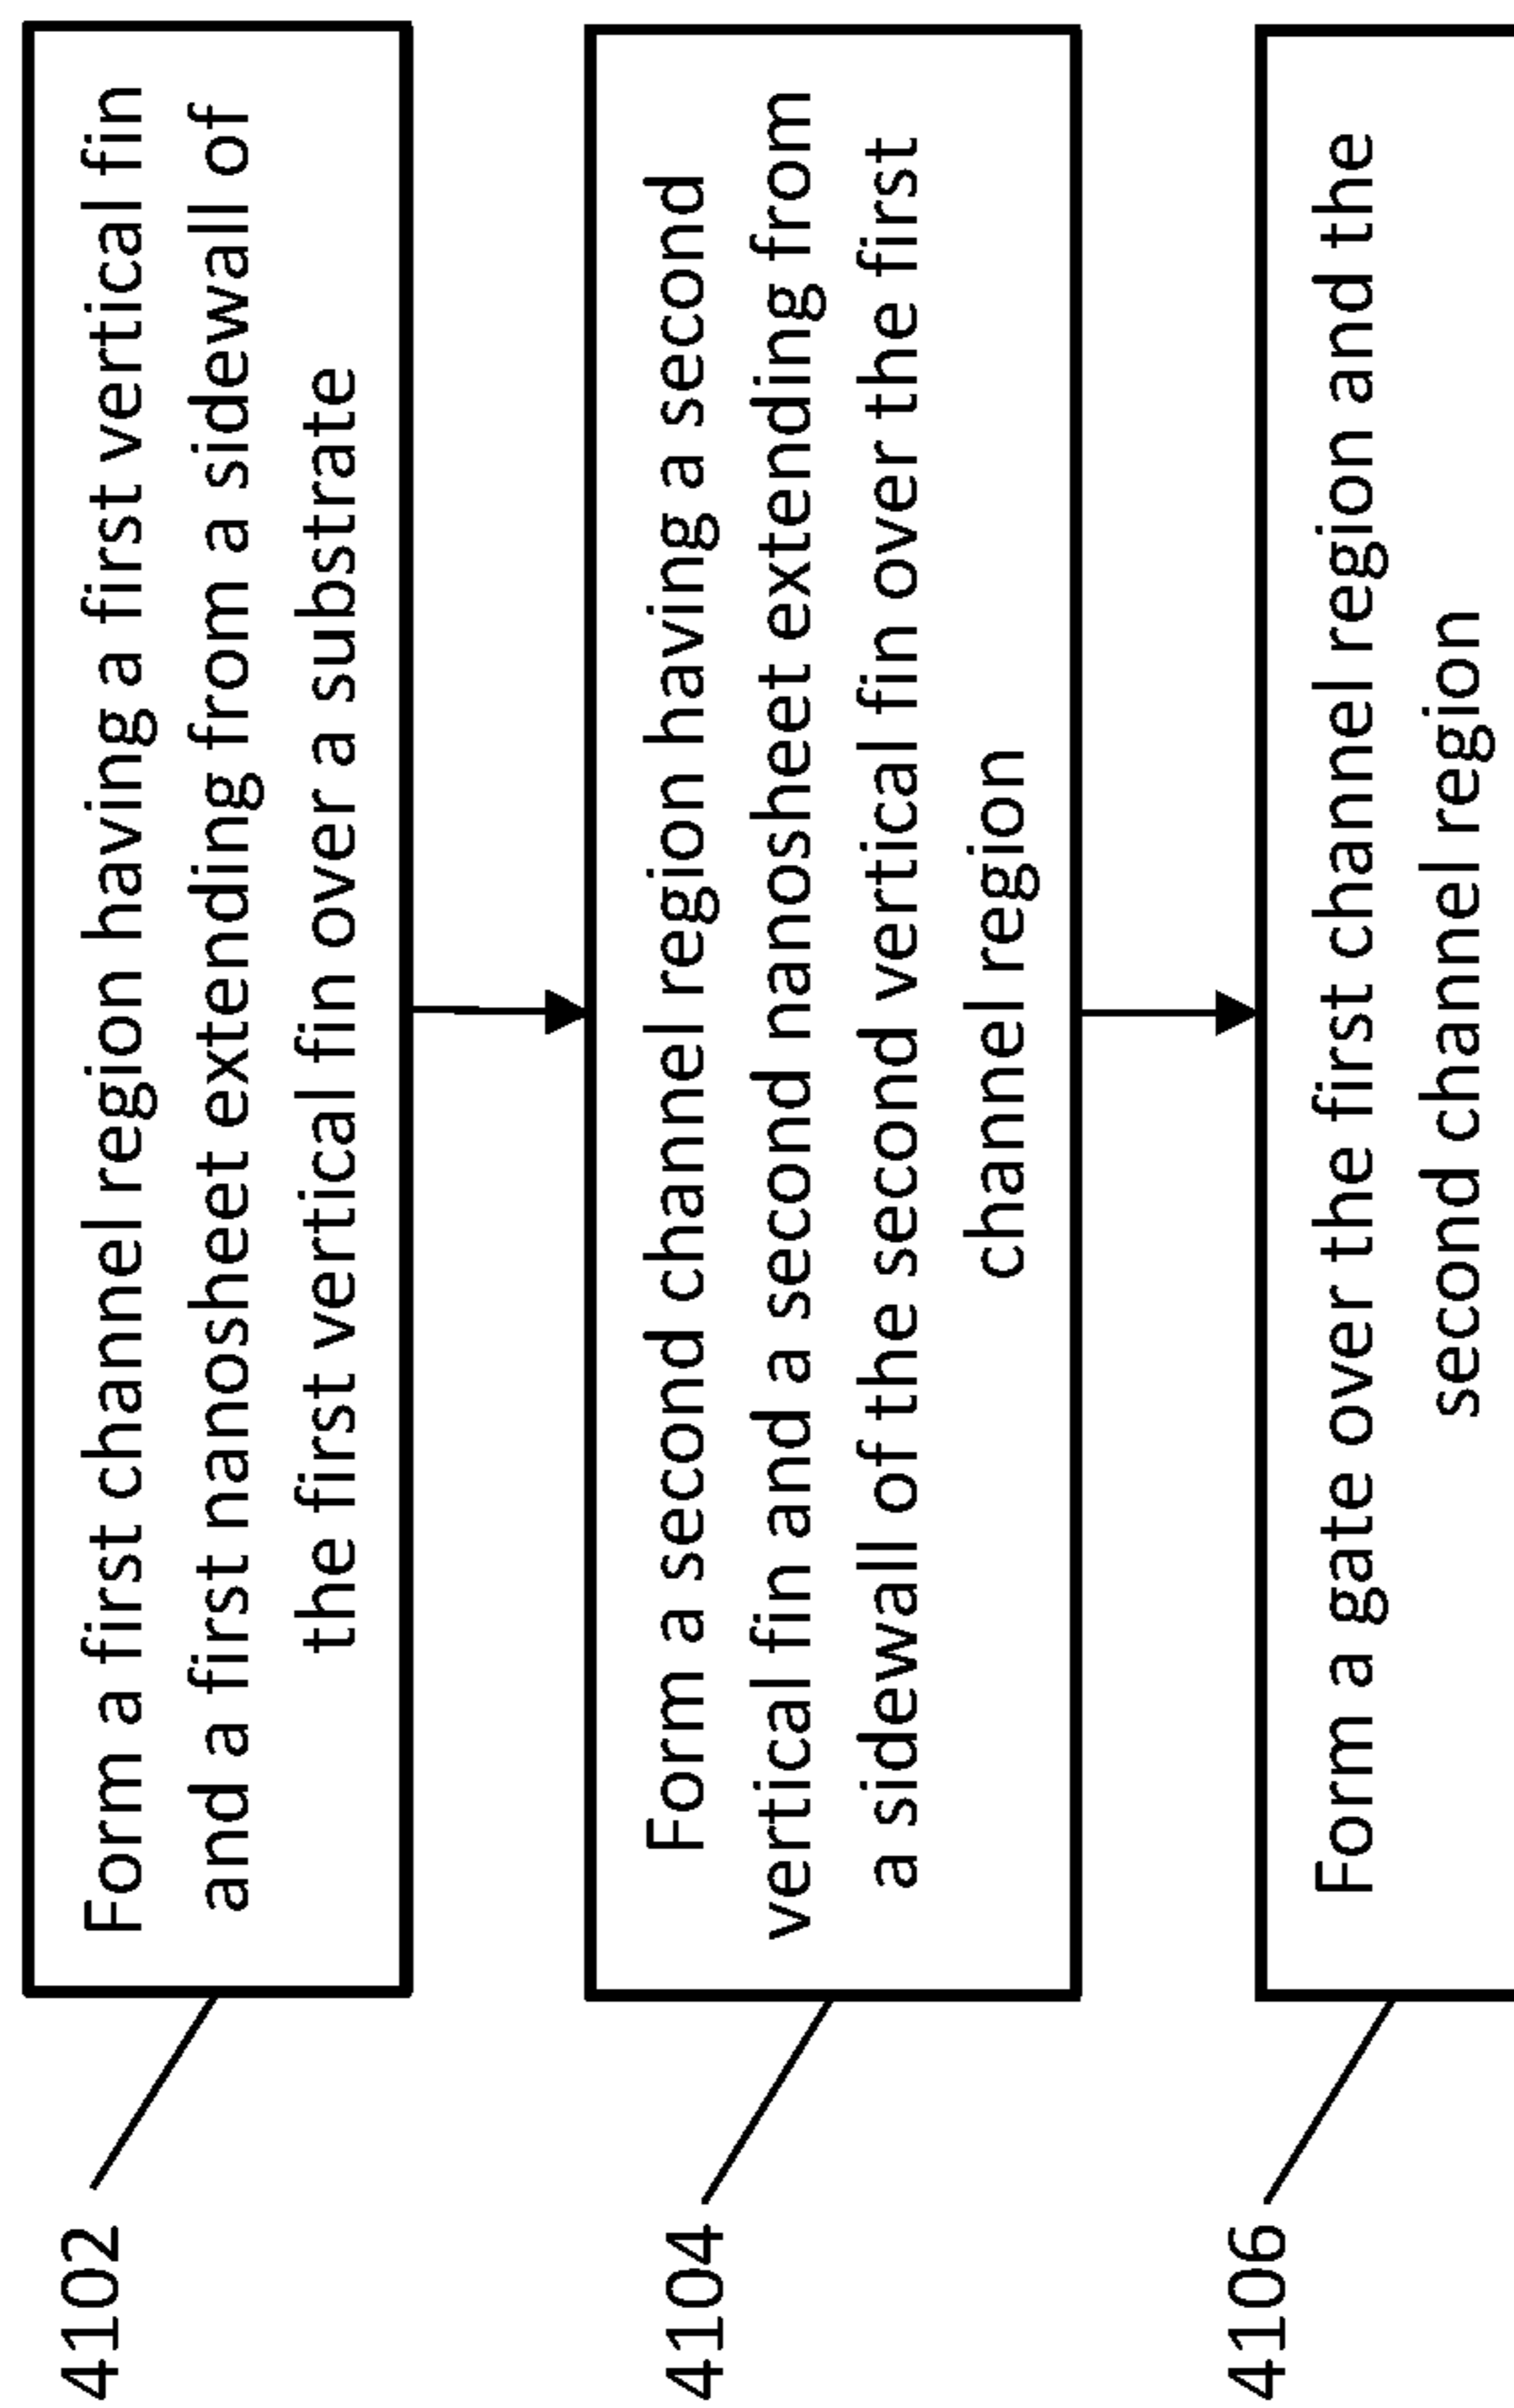 4102
Form a first channel region having a first vertical fin
and a first nanosheet extending from a sidewall of
the first vertical fin over a substrate
4104
Form a second channel region having a second
vertical fin and a second nanosheet extending from
a sidewall of the second vertical fin over the first
channel region
4106
Form a gate over the first channel region and the
second channel region